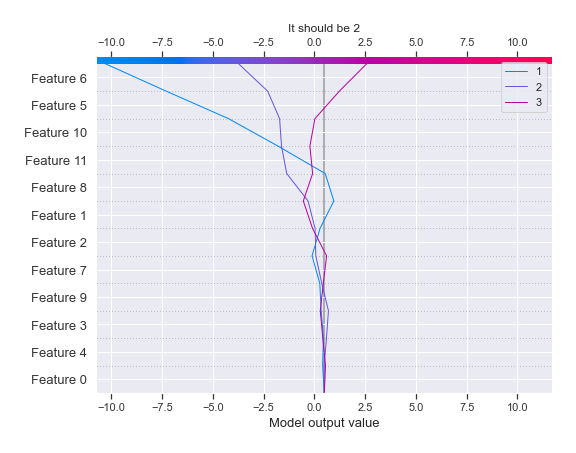 It should be 2
−10.0 −7.5 −5.0 −2.5 0.0 2.5 5.0 7.5 10.0
1
2
3
Feature 6
Feature 5
Feature 10
Feature 11
Feature 8
Feature 1
Feature 2
Feature 7
Feature 9
Feature 3
Feature 4
Feature 0
−10.0 −7.5 −5.0 −2.5 0.0 2.5 5.0 7.5 10.0
Model output value